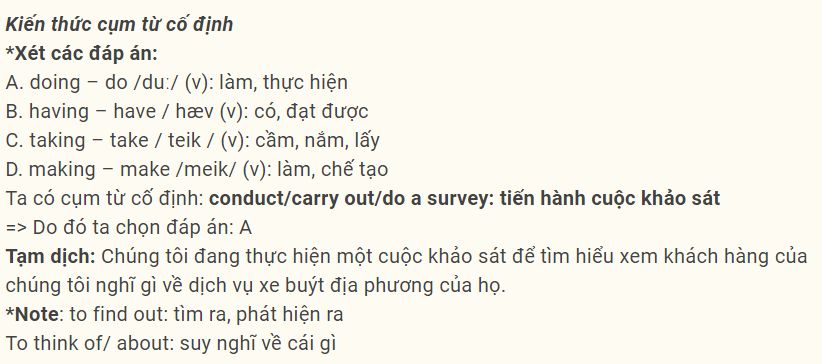 Kiến thức cụm từ cố định
*Xét các đáp án:
A. doing – do /duː/ (v): làm, thực hiện
B. having – have / hæv (v): có, đạt được
C. taking – take / teik / (v): cầm, nắm, lấy
D. making – make /meik/ (v): làm, chế tạo
Ta có cụm từ cố định: conduct/carry out/do a survey: tiến hành cuộc khảo sát
=> Do đó ta chọn đáp án: A
Tạm dịch: Chúng tôi đang thực hiện một cuộc khảo sát để tìm hiểu xem khách hàng của
chúng tôi nghĩ gì về dịch vụ xe buýt địa phương của họ.
*Note: to find out: tìm ra, phát hiện ra
To think of/ about: suy nghĩ về cái gì